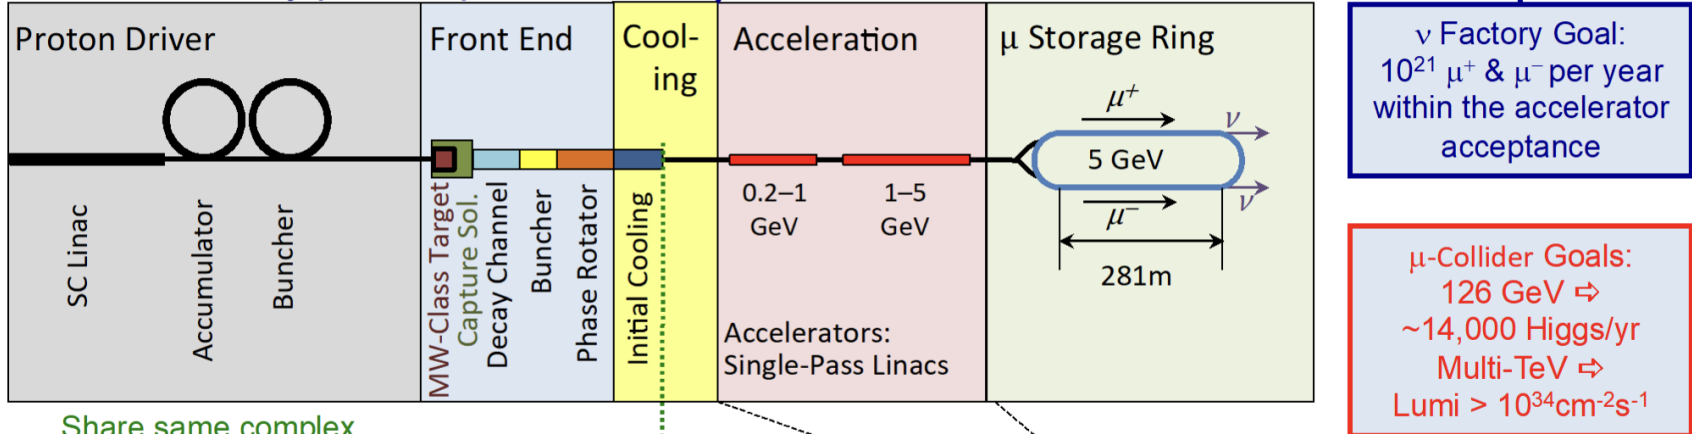 Proton Driver
SC Linac
Accumulator
Buncher
Front End
MW-Class Target
Capture Sol.
Decay Channel
Buncher
Phase Rotator
Cool-
ing
Initial Cooling
Acceleration
0.2–1
GeV
1–5
GeV
Accelerators:
Single-Pass Linacs
μ Storage Ring
μ⁺
ν
5 GeV
μ⁻
ν
281m
ν Factory Goal:
10²¹ μ⁺ & μ⁻ per year
within the accelerator
acceptance
μ-Collider Goals:
126 GeV ⇨
~14,000 Higgs/yr
Multi-TeV ⇨
Lumi > 10³⁴cm⁻²s⁻¹
Share same complex